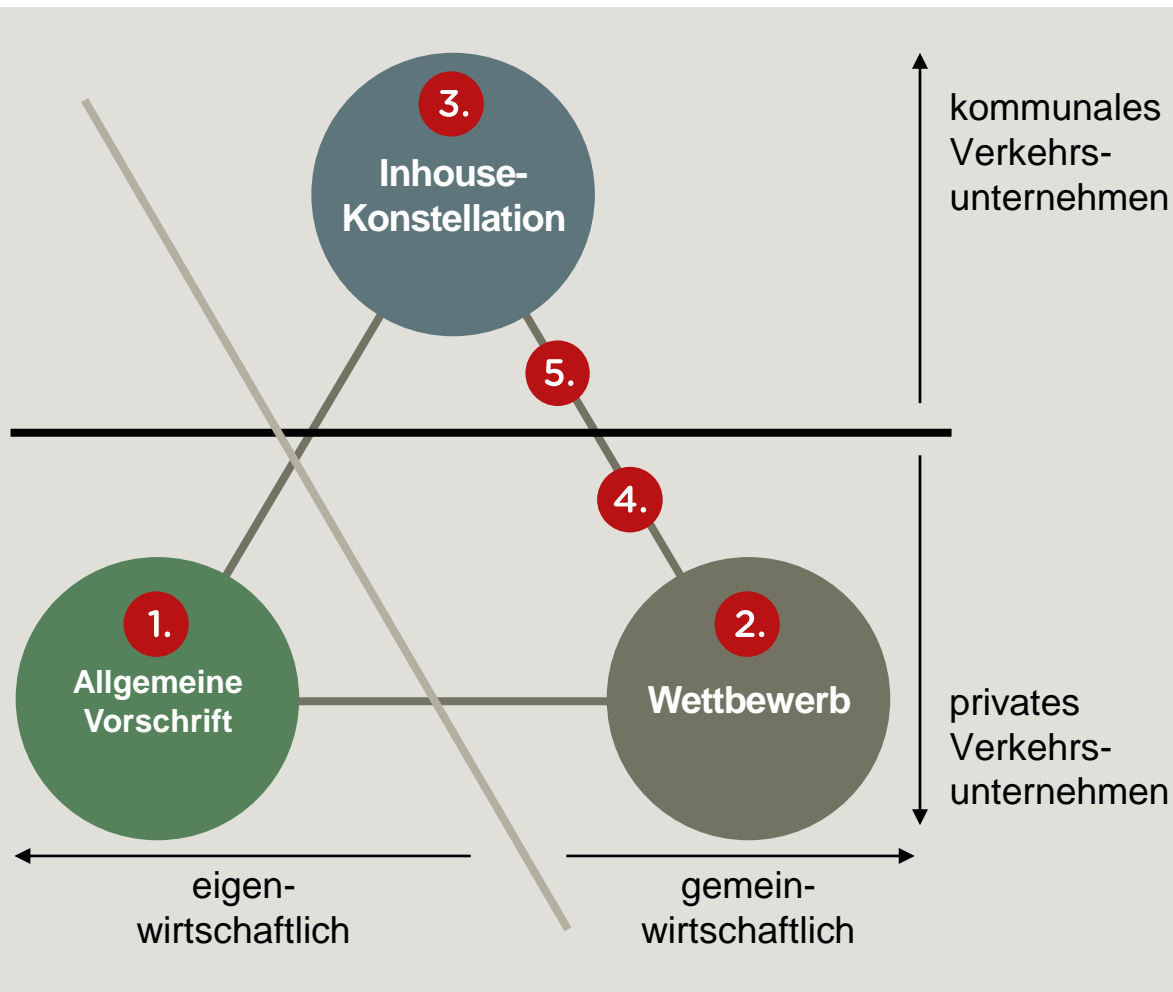 3.
Inhouse-
Konstellation
kommunales
Verkehrs-
unternehmen
5.
4.
1.
Allgemeine
Vorschrift
2.
Wettbewerb
privates
Verkehrs-
unternehmen
eigen-
wirtschaftlich
gemein-
wirtschaftlich